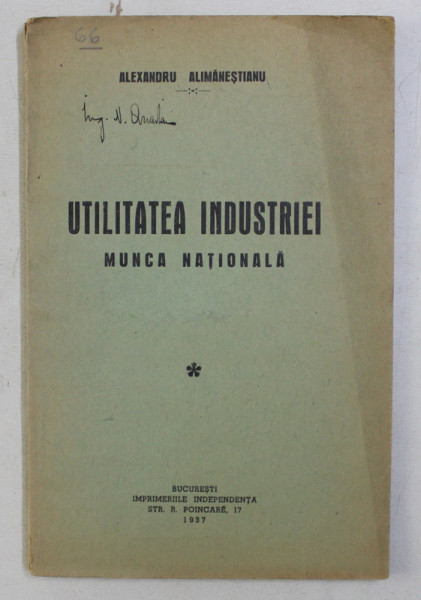 66
ALEXANDRU ALIMĂNEȘTIANU
Ing. N.
UTILITATEA INDUSTRIEI
MUNCA NAȚIONALĂ
*
BUCUREȘTI
IMPRIMERIILE INDEPENDENȚA
STR. R. POINCARÉ, 17
1937